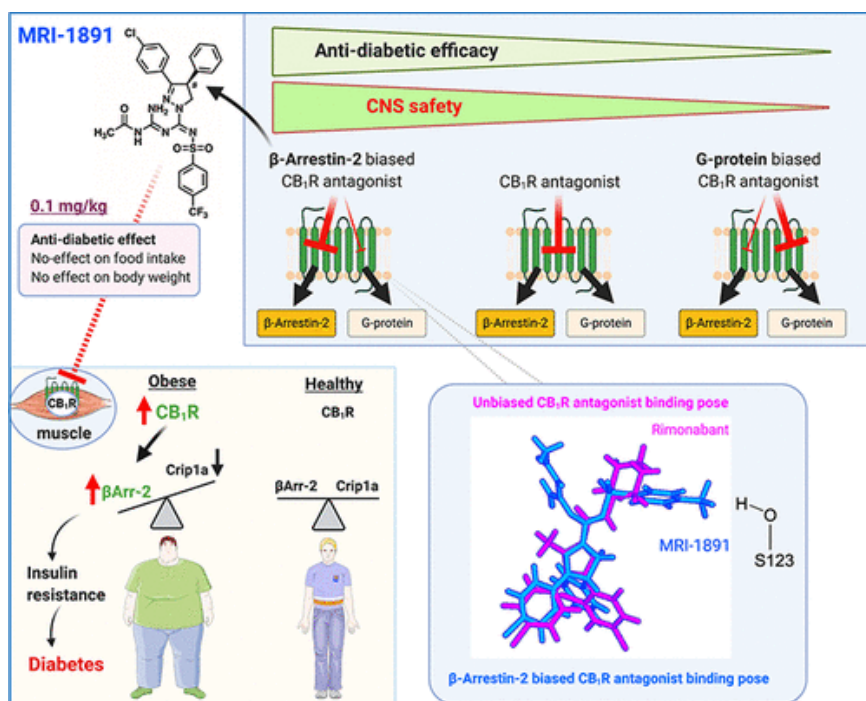 MRI-1891
Cl
N
N
NH₂
O
H₃C
N
H
N
N
O=S=O
CF₃
0.1 mg/kg
Anti-diabetic effect
No-effect on food intake
No effect on body weight
Anti-diabetic efficacy
CNS safety
β-Arrestin-2 biased
CB₁R antagonist
CB₁R antagonist
G-protein biased
CB₁R antagonist
β-Arrestin-2
G-protein
β-Arrestin-2
G-protein
β-Arrestin-2
G-protein
CB₁R
muscle
Obese
CB₁R
Crip1a
βArr-2
Insulin
resistance
Diabetes
Healthy
CB₁R
βArr-2 Crip1a
Unbiased CB₁R antagonist binding pose
Rimonabant
MRI-1891
H
O
S123
β-Arrestin-2 biased CB₁R antagonist binding pose